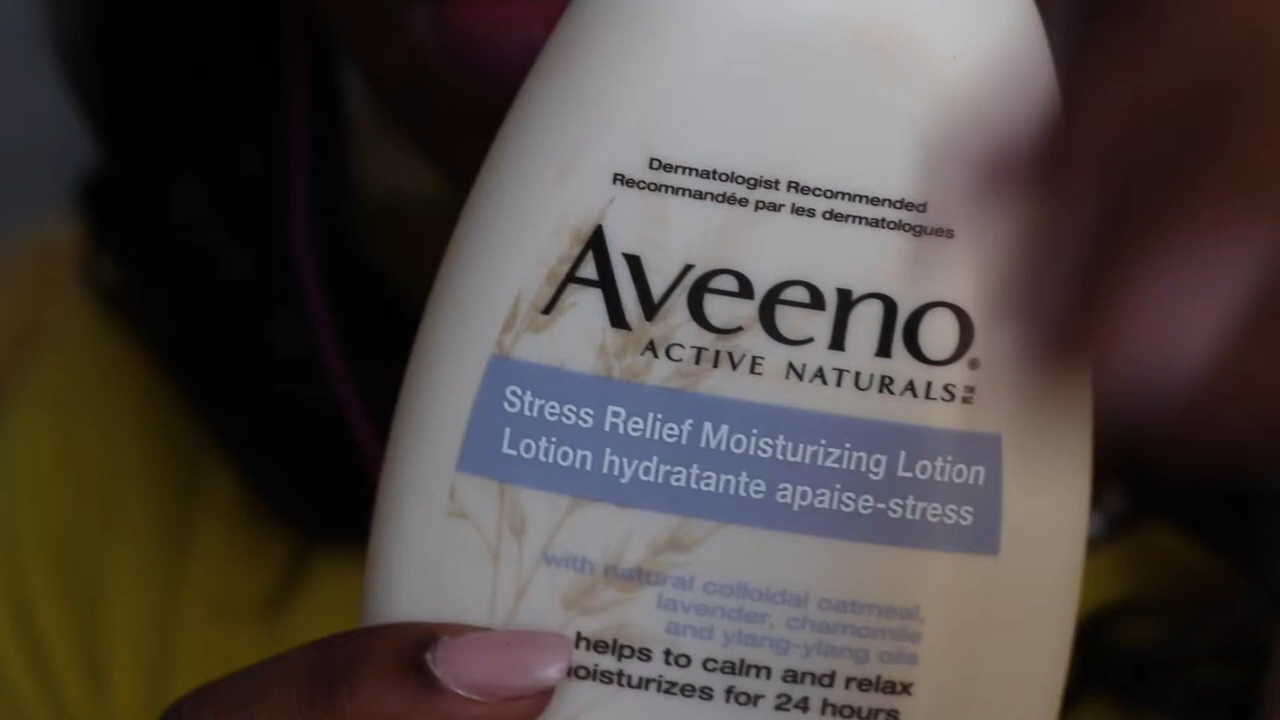 Dermatologist Recommended
Recommandée par les dermatologues
Aveeno®
ACTIVE NATURALS
Stress Relief Moisturizing Lotion
Lotion hydratante apaise-stress
with natural colloidal oatmeal,
lavender, chamomile
and ylang-ylang oils
helps to calm and relax
oisturizes for 24 hours